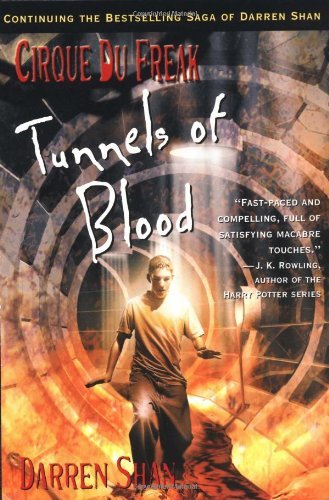 CONTINUING THE BESTSELLING SAGA OF DARREN SHAN
CIRQUE DU FREAK
Tunnels of
Blood
"FAST-PACED AND
COMPELLING, FULL OF
SATISFYING MACABRE
TOUCHES."
— J. K. ROWLING,
AUTHOR OF THE
HARRY POTTER SERIES
DARREN SHAN